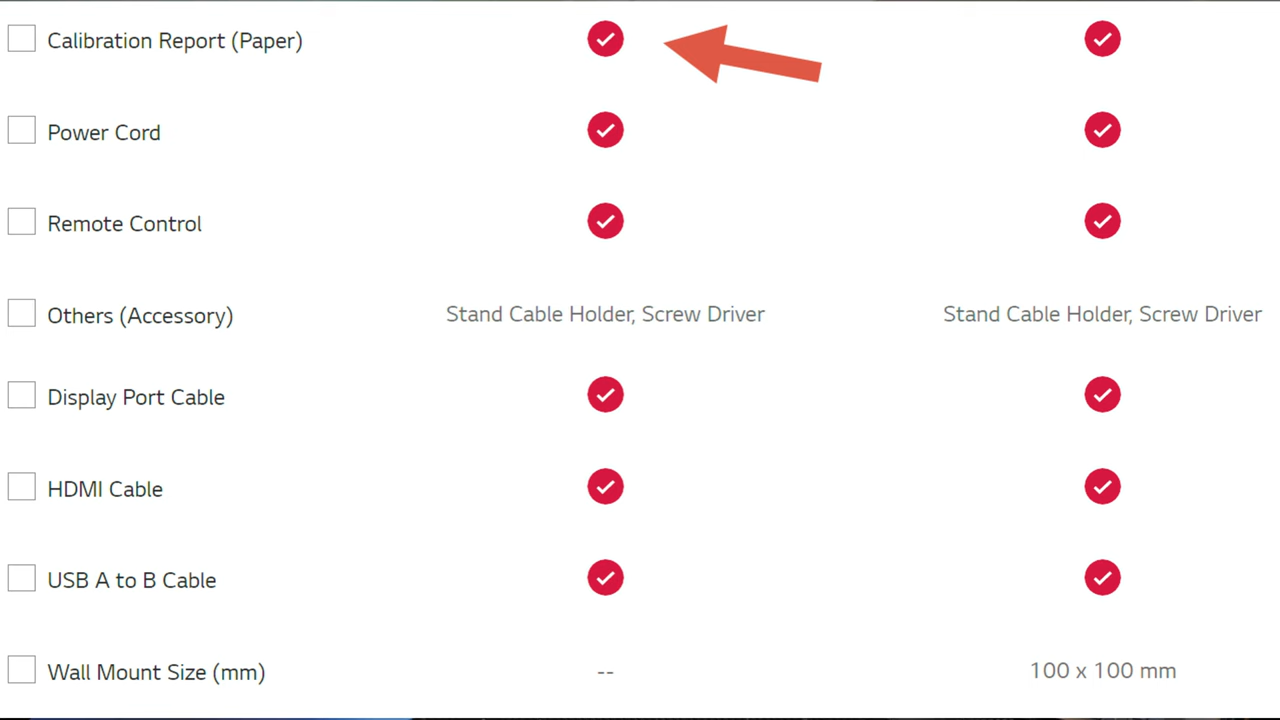 Calibration Report (Paper)
Power Cord
Remote Control
Others (Accessory) Stand Cable Holder, Screw Driver Stand Cable Holder, Screw Driver
Display Port Cable
HDMI Cable
USB A to B Cable
Wall Mount Size (mm) -- 100 x 100 mm